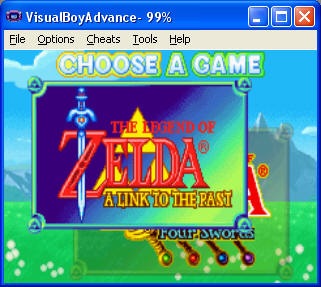 VisualBoyAdvance- 99%
File Options Cheats Tools Help
CHOOSE A GAME
THE LEGEND OF
ZELDA®
A LINK TO THE PAST
FOUR SWORDS